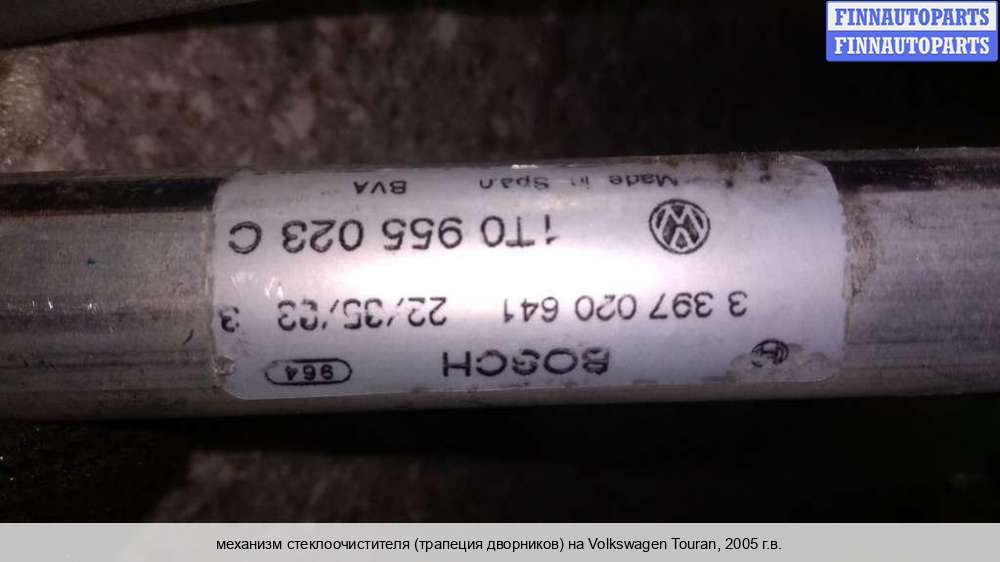 FINNAUTOPARTS
FINNAUTOPARTS
BOSCH 964
3 397 020 641 22/35/03 3
1T0 955 023 C
Made in Spain BVA
механизм стеклоочистителя (трапеция дворников) на Volkswagen Touran, 2005 г.в.